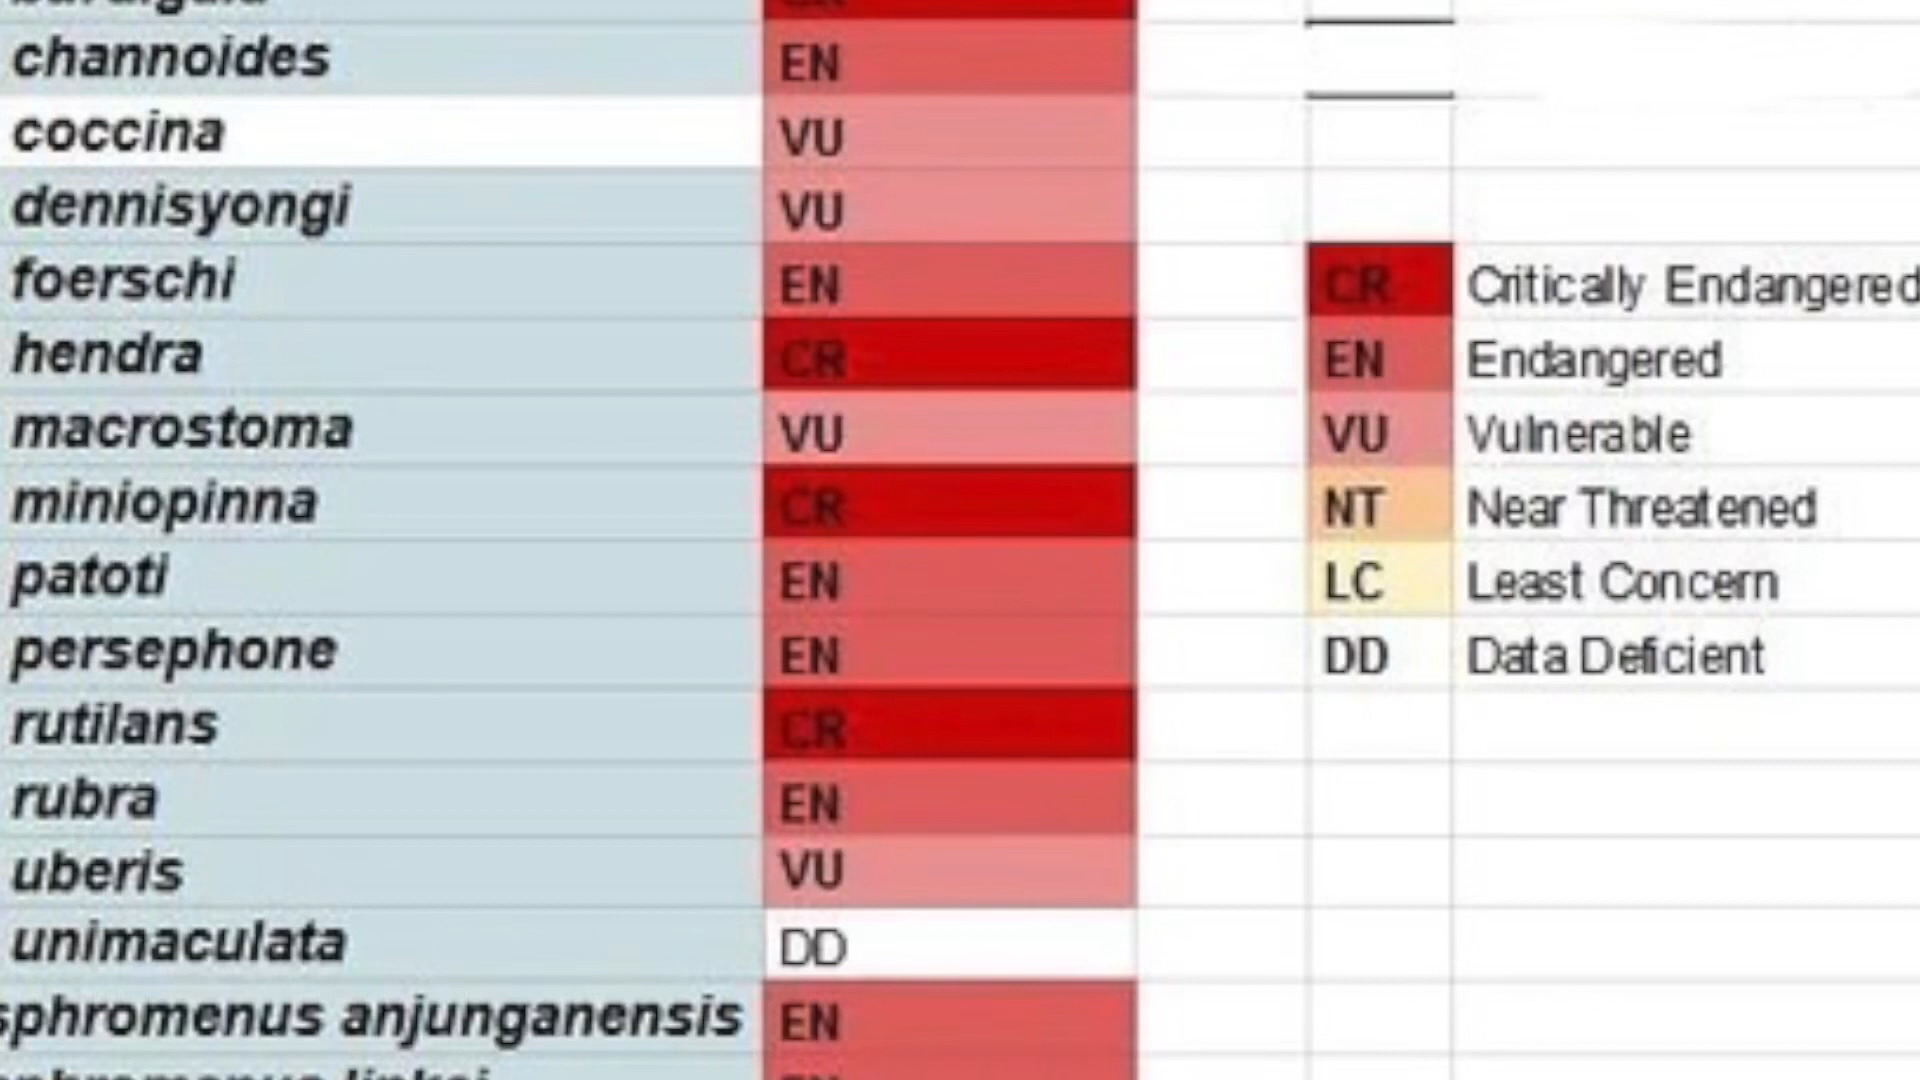 channoides EN
coccina VU
dennisyongi VU
foerschi EN CR Critically Endangered
hendra CR EN Endangered
macrostoma VU VU Vulnerable
miniopinna CR NT Near Threatened
patoti EN LC Least Concern
persephone EN DD Data Deficient
rutilans CR
rubra EN
uberis VU
unimaculata DD
sphromenus anjunganensis EN